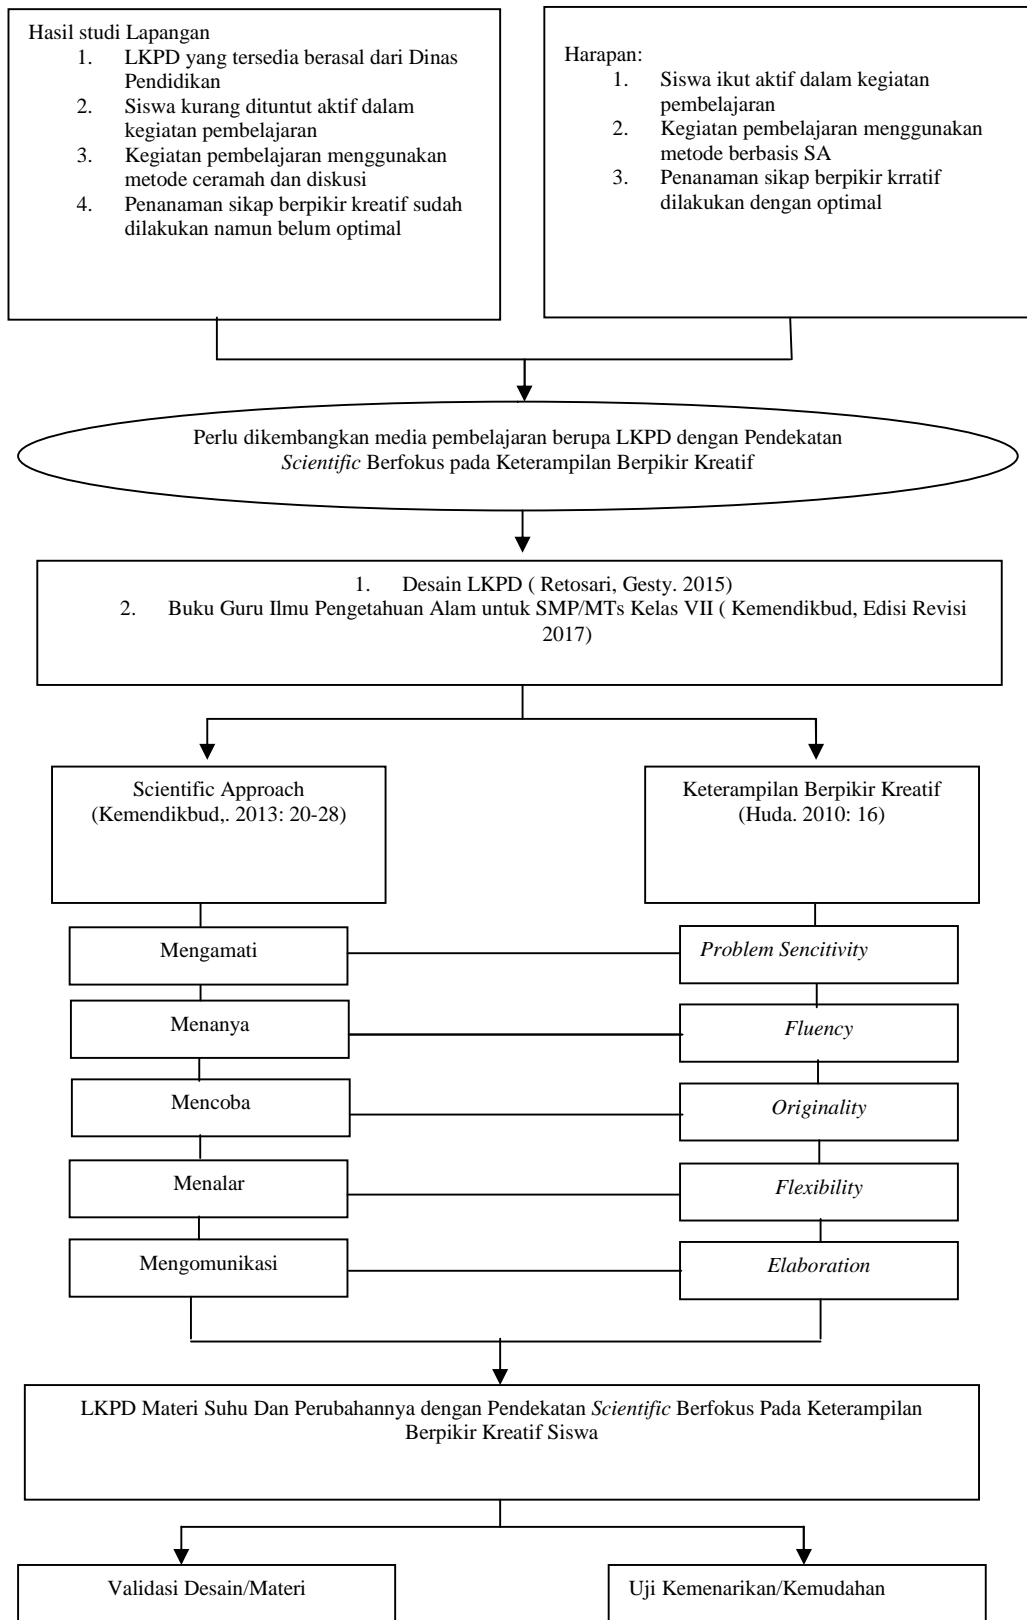 Hasil studi Lapangan
1. LKPD yang tersedia berasal dari Dinas
Pendidikan
2. Siswa kurang dituntut aktif dalam
kegiatan pembelajaran
3. Kegiatan pembelajaran menggunakan
metode ceramah dan diskusi
4. Penanaman sikap berpikir kreatif sudah
dilakukan namun belum optimal
Harapan:
1. Siswa ikut aktif dalam kegiatan
pembelajaran
2. Kegiatan pembelajaran menggunakan
metode berbasis SA
3. Penanaman sikap berpikir krratif
dilakukan dengan optimal
Perlu dikembangkan media pembelajaran berupa LKPD dengan Pendekatan
Scientific Berfokus pada Keterampilan Berpikir Kreatif
1. Desain LKPD ( Retosari, Gesty. 2015)
2. Buku Guru Ilmu Pengetahuan Alam untuk SMP/MTs Kelas VII ( Kemendikbud, Edisi Revisi
2017)
Scientific Approach
(Kemendikbud,. 2013: 20-28)
Keterampilan Berpikir Kreatif
(Huda. 2010: 16)
Mengamati
Problem Sencitivity
Menanya
Fluency
Mencoba
Originality
Menalar
Flexibility
Mengomunikasi
Elaboration
LKPD Materi Suhu Dan Perubahannya dengan Pendekatan Scientific Berfokus Pada Keterampilan
Berpikir Kreatif Siswa
Validasi Desain/Materi
Uji Kemenarikan/Kemudahan